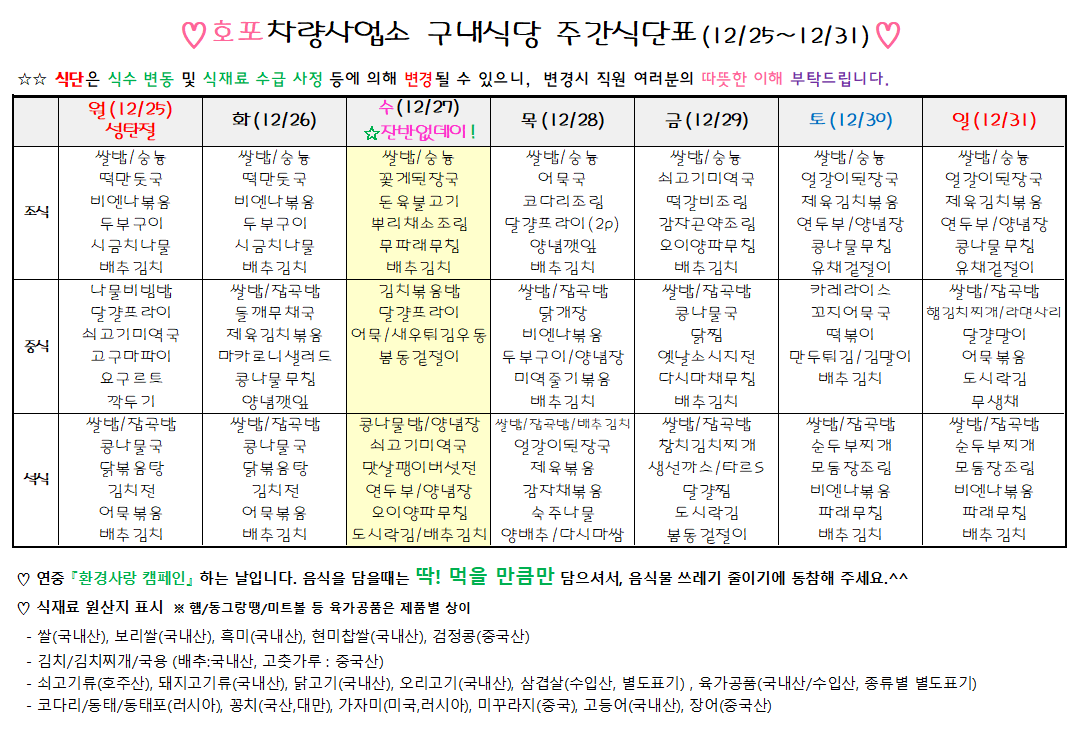 ♡호포차량사업소 구내식당 주간식단표(12/25~12/31)♡
☆☆ 식단은 식수 변동 및 식재료 수급 사정 등에 의해 변경될 수 있으니, 변경시 직원 여러분의 따뜻한 이해 부탁드립니다.
월(12/25) 성탄절
화(12/26)
수(12/27) ☆잔반없데이!
목(12/28)
금(12/29)
토(12/30)
일(12/31)
조식
쌀밥/숭늉 쌀밥/숭늉 쌀밥/숭늉 쌀밥/숭늉 쌀밥/숭늉 쌀밥/숭늉 쌀밥/숭늉
떡만둣국 떡만둣국 꽃게된장국 어묵국 쇠고기미역국 얼갈이된장국 얼갈이된장국
비엔나볶음 비엔나볶음 돈육불고기 코다리조림 떡갈비조림 제육김치볶음 제육김치볶음
두부구이 두부구이 뿌리채소조림 달걀프라이(2p) 감자곤약조림 연두부/양념장 연두부/양념장
시금치나물 시금치나물 무파래무침 양념깻잎 오이양파무침 콩나물무침 콩나물무침
배추김치 배추김치 배추김치 배추김치 배추김치 유채겉절이 유채겉절이
중식
나물비빔밥 쌀밥/잡곡밥 김치볶음밥 쌀밥/잡곡밥 쌀밥/잡곡밥 카레라이스 쌀밥/잡곡밥
달걀프라이 들깨무채국 달걀프라이 닭개장 콩나물국 꼬지어묵국 햄김치찌개/라면사리
쇠고기미역국 제육김치볶음 어묵/새우튀김우동 비엔나볶음 닭찜 떡볶이 달걀말이
고구마파이 마카로니샐러드 봄동겉절이 두부구이/양념장 옛날소시지전 만두튀김/김말이 어묵볶음
요구르트 콩나물무침 미역줄기볶음 다시마채무침 배추김치 도시락김
깍두기 양념깻잎 배추김치 배추김치 무생채
석식
쌀밥/잡곡밥 쌀밥/잡곡밥 콩나물밥/양념장 쌀밥/잡곡밥/배추김치 쌀밥/잡곡밥 쌀밥/잡곡밥 쌀밥/잡곡밥
콩나물국 콩나물국 쇠고기미역국 얼갈이된장국 참치김치찌개 순두부찌개 순두부찌개
닭볶음탕 닭볶음탕 맛살팽이버섯전 제육볶음 생선까스/타르S 모둠장조림 모둠장조림
김치전 김치전 연두부/양념장 감자채볶음 달걀찜 비엔나볶음 비엔나볶음
어묵볶음 어묵볶음 오이양파무침 숙주나물 도시락김 파래무침 파래무침
배추김치 배추김치 도시락김/배추김치 양배추/다시마쌈 봄동겉절이 배추김치 배추김치
♡ 연중 『환경사랑 캠페인』 하는 날입니다. 음식을 담을때는 딱! 먹을 만큼만 담으셔서, 음식물 쓰레기 줄이기에 동참해 주세요.^^
♡ 식재료 원산지 표시 ※ 햄/동그랑땡/미트볼 등 육가공품은 제품별 상이
- 쌀(국내산), 보리쌀(국내산), 흑미(국내산), 현미찹쌀(국내산), 검정콩(중국산)
- 김치/김치찌개/국용 (배추:국내산, 고춧가루 : 중국산)
- 쇠고기류(호주산), 돼지고기류(국내산), 닭고기(국내산), 오리고기(국내산), 삼겹살(수입산, 별도표기) , 육가공품(국내산/수입산, 종류별 별도표기)
- 코다리/동태/동태포(러시아), 꽁치(국산,대만), 가자미(미국,러시아), 미꾸라지(중국), 고등어(국내산), 장어(중국산)